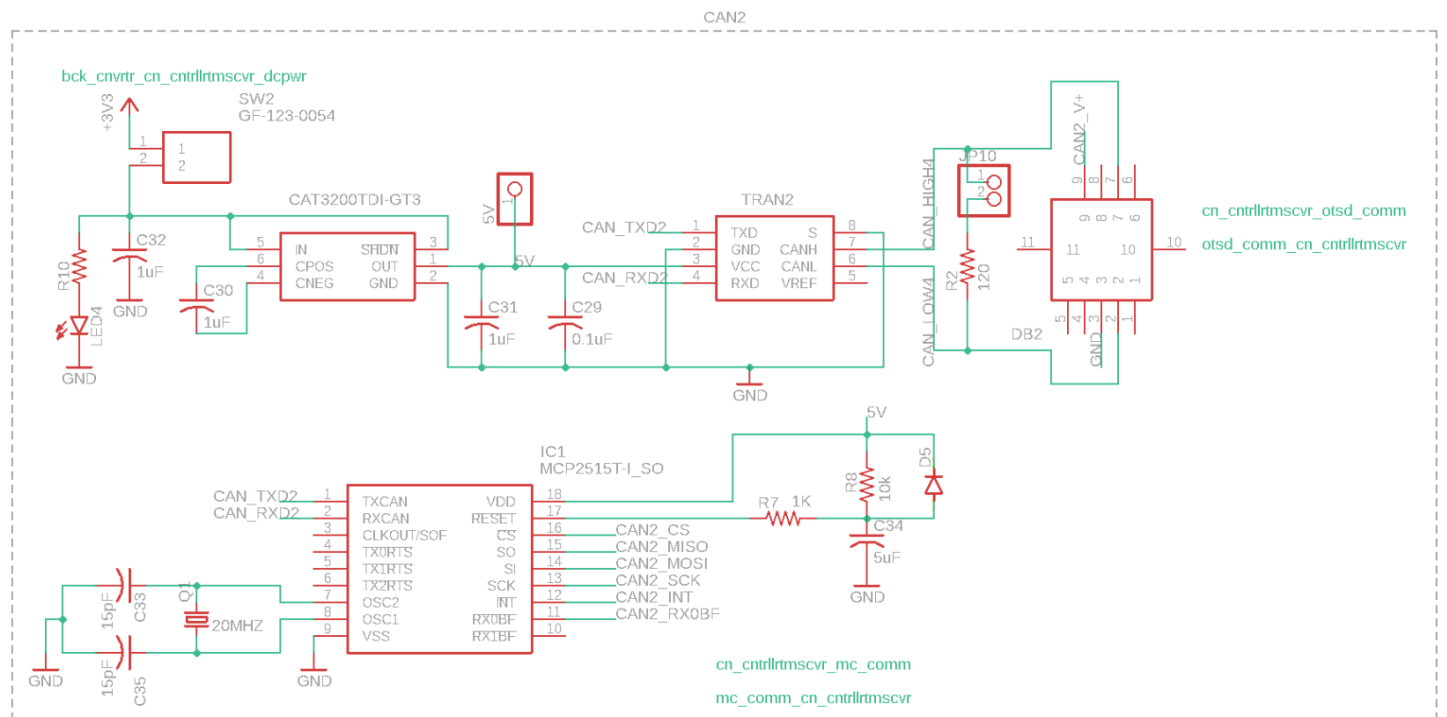 CAN2
bck_cnvrtr_cn_cntrllrtmscvr_dcpwr
+3V3
SW2
GF-123-0054
1 1
2 2
CAT3200TDI-GT3
5V
1
TRAN2
JP10
1
2
CAN_HIGH4
CAN2_V+
9 8 7 6
9 8 7 6
cn_cntrllrtmscvr_otsd_comm
otsd_comm_cn_cntrllrtmscvr
R10
C32
1uF
GND
LED4
GND
C30
1uF
5 IN SHDN 3
6 CPOS OUT 1
4 CNEG GND 2
5V
C31
1uF
C29
0.1uF
CAN_TXD2
CAN_RXD2
1 TXD S 8
2 GND CANH 7
3 VCC CANL 6
4 RXD VREF 5
GND
R2
120
CAN_LOW4
11 11 10 10
5 4 3 2 1
5 4 3 2 1
DB2
GND
IC1
MCP2515T-I_SO
CAN_TXD2
CAN_RXD2
1 TXCAN VDD 18
2 RXCAN RESET 17
3 CLKOUT/SOF CS 16
4 TX0RTS SO 15
5 TX1RTS SI 14
6 TX2RTS SCK 13
7 OSC2 INT 12
8 OSC1 RX0BF 11
9 VSS RX1BF 10
CAN2_CS
CAN2_MISO
CAN2_MOSI
CAN2_SCK
CAN2_INT
CAN2_RX0BF
5V
R7 1K
R8
10k
D5
C34
5uF
GND
15pF
C33
Q1
20MHZ
15pF
C35
GND
GND
cn_cntrllrtmscvr_mc_comm
mc_comm_cn_cntrllrtmscvr